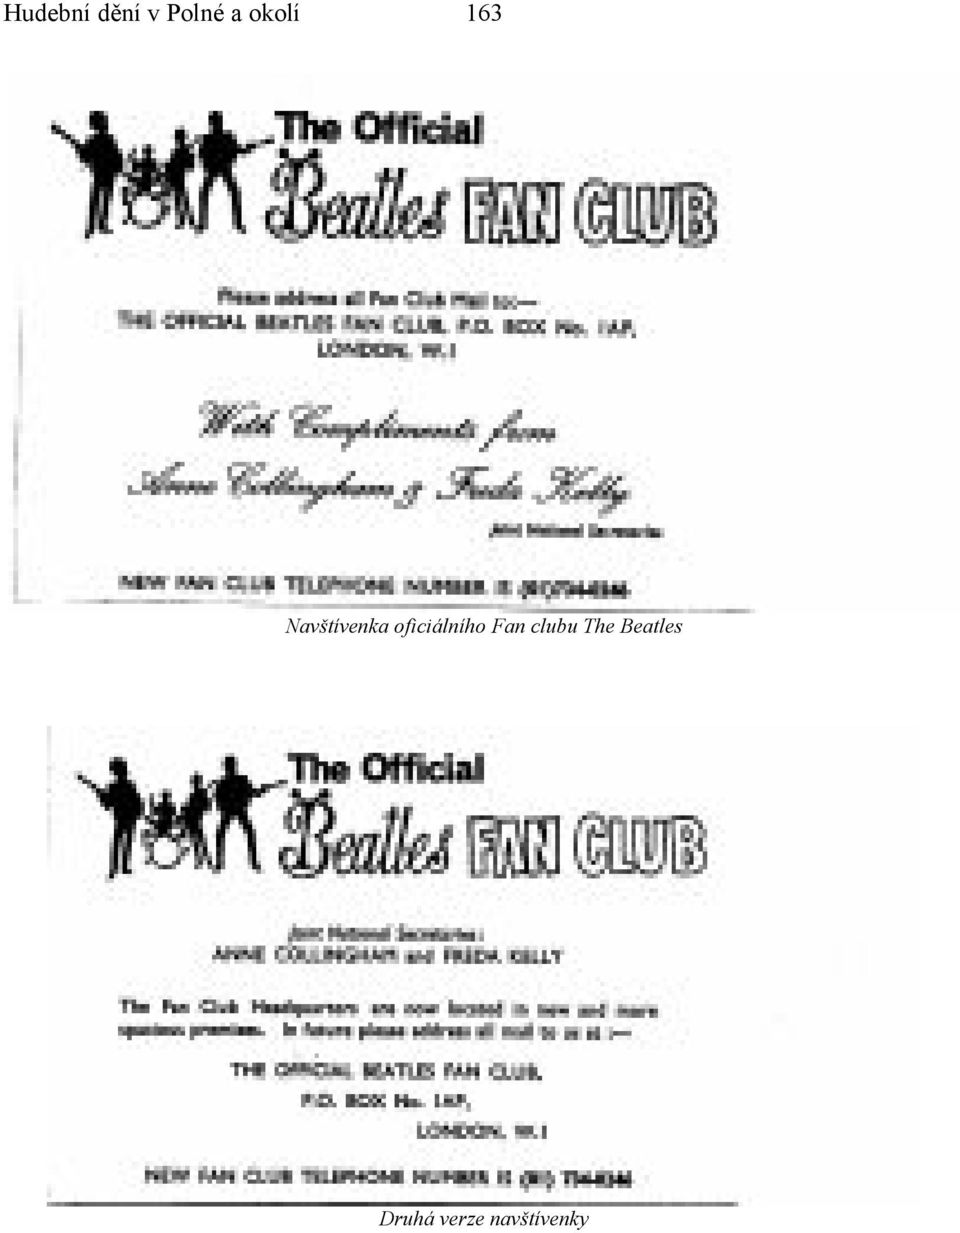 Hudební dění v Polné a okolí 163
The Official
Beatles FAN CLUB
Please address all Fan Club Mail to:—
THE OFFICIAL BEATLES FAN CLUB, P.O. BOX No. 1AP,
LONDON, W.1
With Compliments from
Anne Collingham & Freda Kelly
Joint National Secretaries
NEW FAN CLUB TELEPHONE NUMBER IS
Navštívenka oficiálního Fan clubu The Beatles
The Official
Beatles FAN CLUB
Joint National Secretaries:
ANNE COLLINGHAM and FREDA KELLY
The Fan Club Headquarters are now located in new and more
spacious premises. In future please address all mail to us at :—
THE OFFICIAL BEATLES FAN CLUB,
P.O. BOX No. 1AP,
LONDON, W.1
NEW FAN CLUB TELEPHONE NUMBER IS
Druhá verze navštívenky